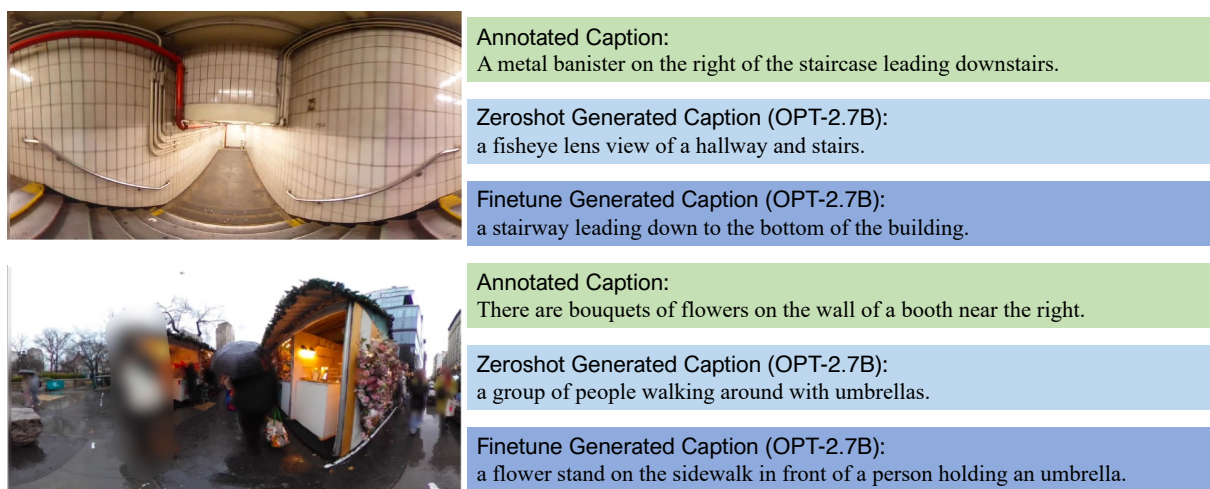 Annotated Caption:
A metal banister on the right of the staircase leading downstairs.
Zeroshot Generated Caption (OPT-2.7B):
a fisheye lens view of a hallway and stairs.
Finetune Generated Caption (OPT-2.7B):
a stairway leading down to the bottom of the building.
Annotated Caption:
There are bouquets of flowers on the wall of a booth near the right.
Zeroshot Generated Caption (OPT-2.7B):
a group of people walking around with umbrellas.
Finetune Generated Caption (OPT-2.7B):
a flower stand on the sidewalk in front of a person holding an umbrella.